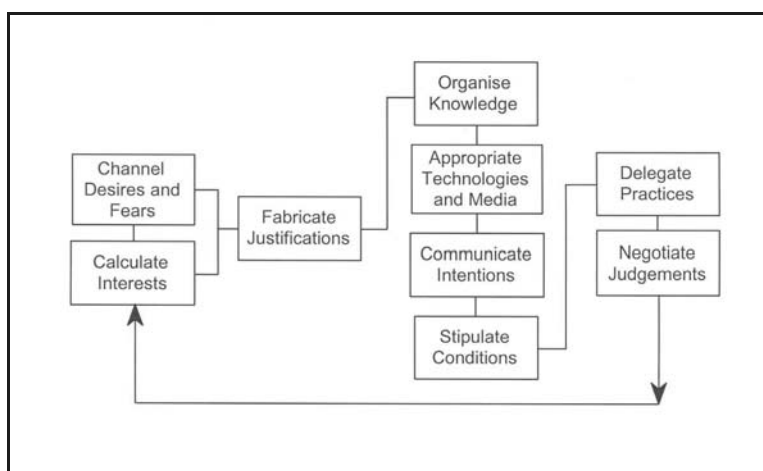 Channel
Desires and
Fears
Calculate
Interests
Fabricate
Justifications
Organise
Knowledge
Appropriate
Technologies
and Media
Communicate
Intentions
Stipulate
Conditions
Delegate
Practices
Negotiate
Judgements